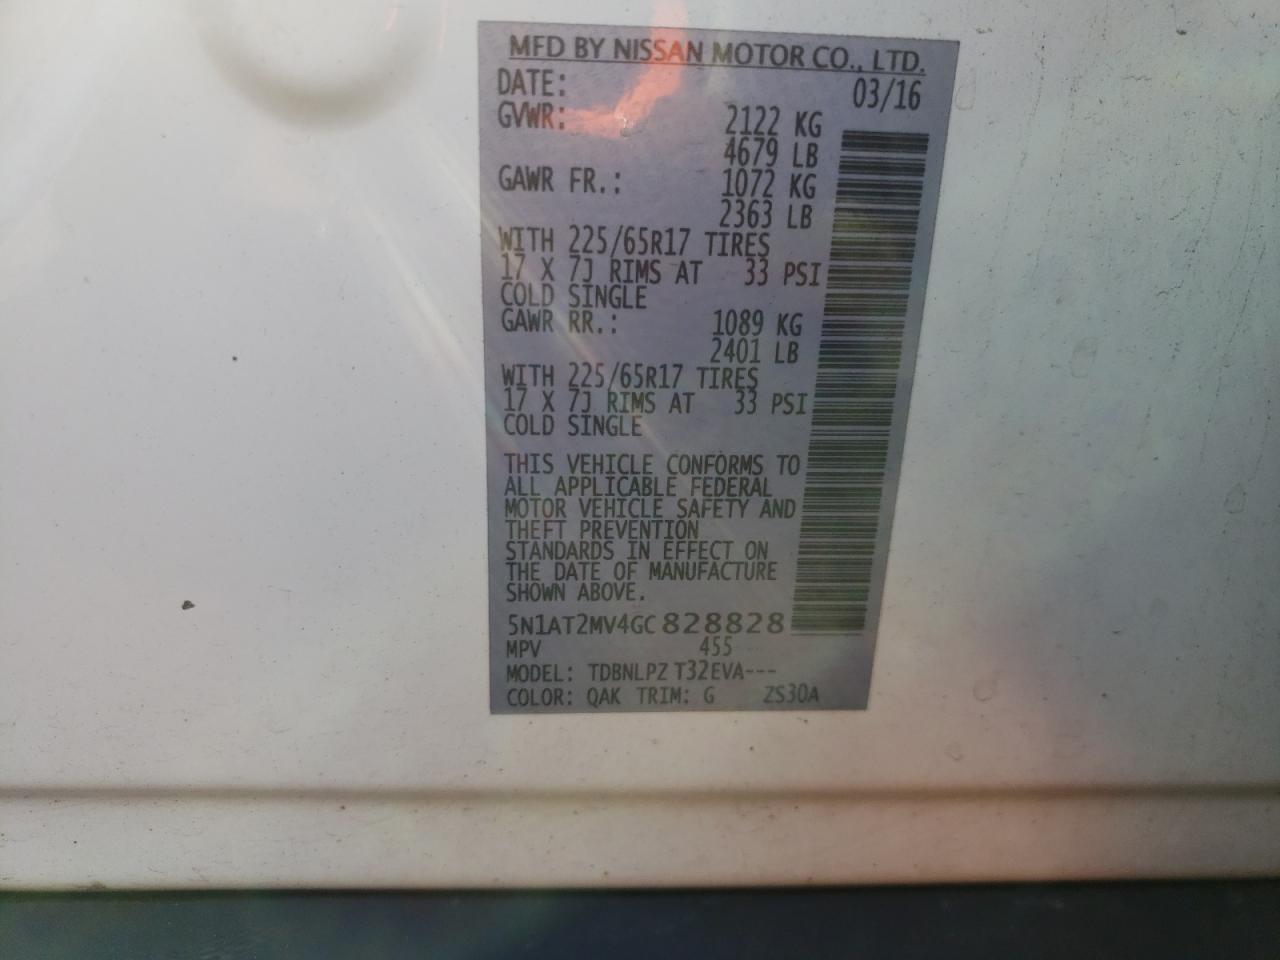 MFD BY NISSAN MOTOR CO., LTD.
DATE: 03/16
GVWR: 2122 KG
4679 LB
GAWR FR.: 1072 KG
2363 LB
WITH 225/65R17 TIRES
17 X 7J RIMS AT 33 PSI
COLD SINGLE
GAWR RR.: 1089 KG
2401 LB
WITH 225/65R17 TIRES
17 X 7J RIMS AT 33 PSI
COLD SINGLE
THIS VEHICLE CONFORMS TO
ALL APPLICABLE FEDERAL
MOTOR VEHICLE SAFETY AND
THEFT PREVENTION
STANDARDS IN EFFECT ON
THE DATE OF MANUFACTURE
SHOWN ABOVE.
5N1AT2MV4GC828828
MPV 455
MODEL: TDBNLPZ T32EVA---
COLOR: QAK TRIM: G ZS30A